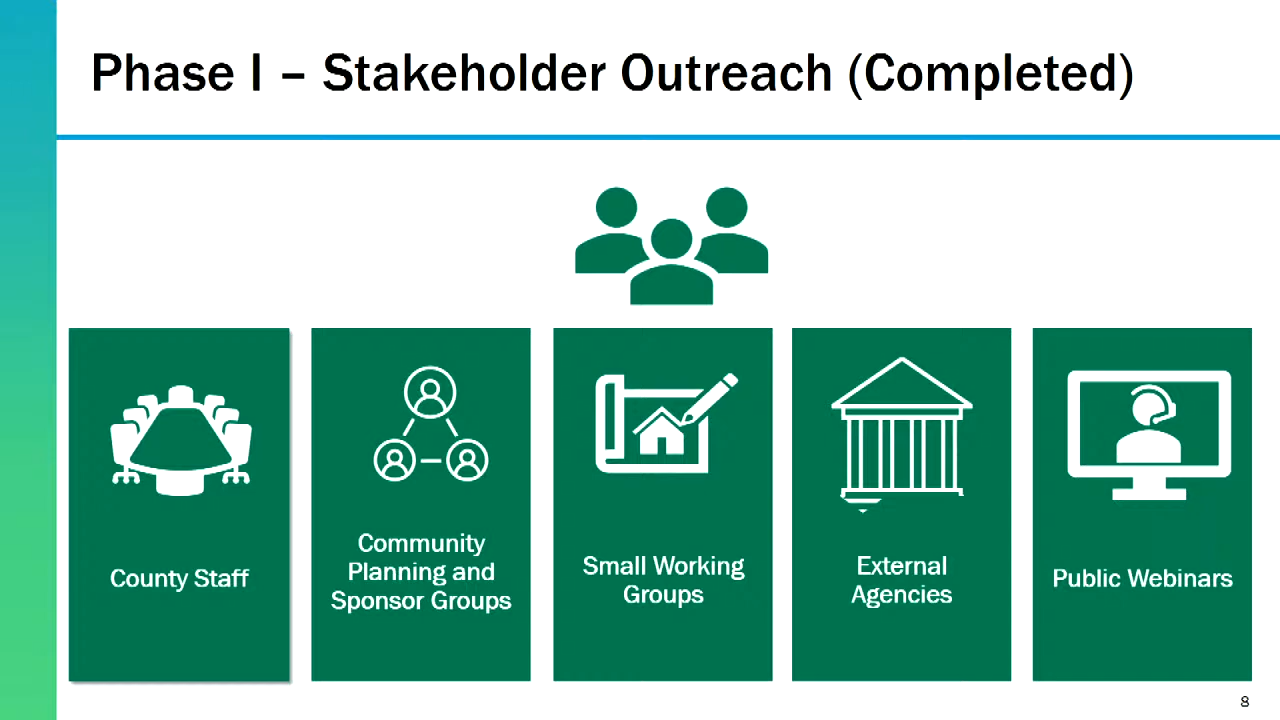 Phase I – Stakeholder Outreach (Completed)
County Staff
Community
Planning and
Sponsor Groups
Small Working
Groups
External
Agencies
Public Webinars
8